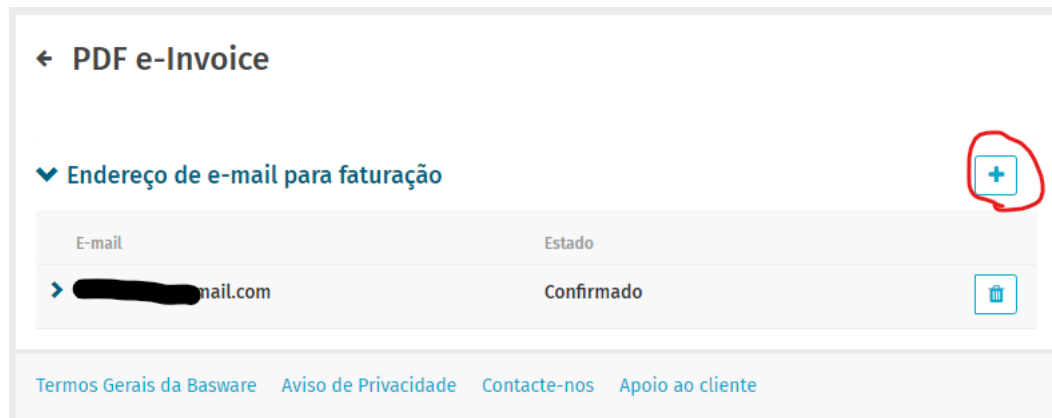 PDF e-Invoice
Endereço de e-mail para faturação
E-mail Estado
mail.com Confirmado
Termos Gerais da Basware Aviso de Privacidade Contacte-nos Apoio ao cliente